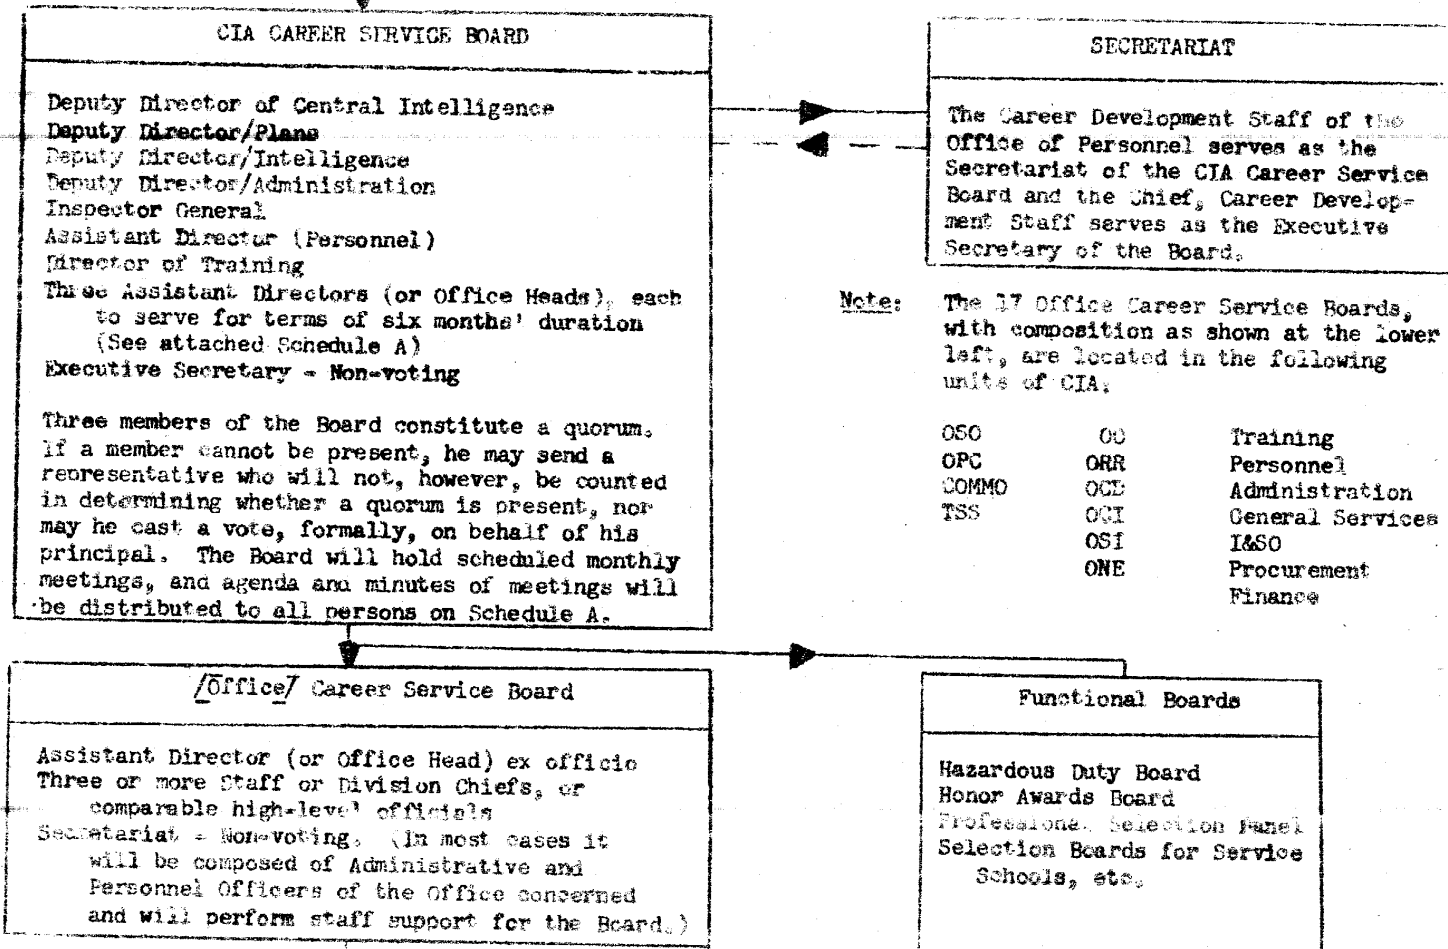 CIA CAREER SERVICE BOARD
Deputy Director of Central Intelligence
Deputy Director/Plans
Deputy Director/Intelligence
Deputy Director/Administration
Inspector General
Assistant Director (Personnel)
Director of Training
Three Assistant Directors (or Office Heads), each
to serve for terms of six months' duration
(See attached Schedule A)
Executive Secretary - Non-voting
Three members of the Board constitute a quorum.
If a member cannot be present, he may send a
representative who will not, however, be counted
in determining whether a quorum is present, nor
may he cast a vote, formally, on behalf of his
principal. The Board will hold scheduled monthly
meetings, and agenda and minutes of meetings will
be distributed to all persons on Schedule A.
SECRETARIAT
The Career Development Staff of the
Office of Personnel serves as the
Secretariat of the CIA Career Service
Board and the Chief, Career Develop-
ment Staff serves as the Executive
Secretary of the Board.
Note: The 17 Office Career Service Boards,
with composition as shown at the lower
left, are located in the following
units of CIA.
OSO OO Training
OPC ORR Personnel
COMMO OCD Administration
TSS OCI General Services
OSI I&SO
ONE Procurement
Finance
/Office/ Career Service Board
Assistant Director (or Office Head) ex officio
Three or more Staff or Division Chiefs, or
comparable high-level officials
Secretariat - Non-voting. (In most cases it
will be composed of Administrative and
Personnel Officers of the Office concerned
and will perform staff support for the Board.)
Functional Boards
Hazardous Duty Board
Honor Awards Board
Professional Selection Panel
Selection Boards for Service
Schools, etc.